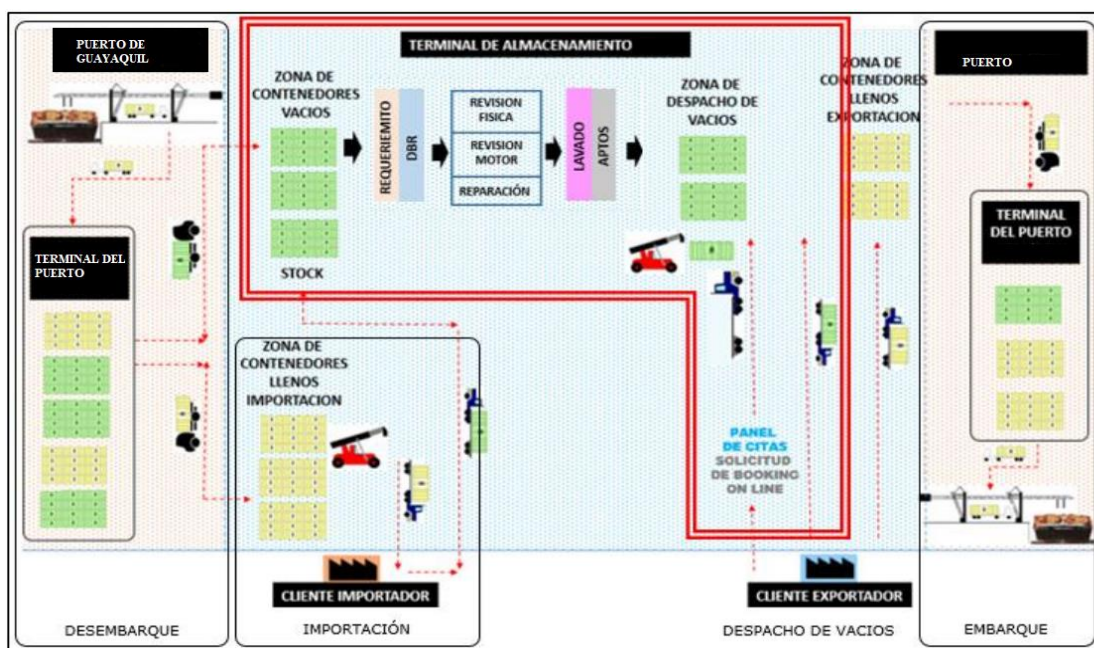 PUERTO DE
GUAYAQUIL
TERMINAL DEL
PUERTO
DESEMBARQUE
TERMINAL DE ALMACENAMIENTO
ZONA DE
CONTENEDORES
VACIOS
STOCK
REQUERIEMITO
DBR
REVISION
FISICA
REVISION
MOTOR
REPARACIÓN
LAVADO
APTOS
ZONA DE
DESPACHO DE
VACIOS
ZONA DE
CONTENEDORES
LLENOS
EXPORTACION
ZONA DE
CONTENEDORES
LLENOS
IMPORTACION
CLIENTE IMPORTADOR
IMPORTACIÓN
PANEL
DE CITAS
SOLICITUD
DE BOOKING
ON LINE
CLIENTE EXPORTADOR
DESPACHO DE VACIOS
PUERTO
TERMINAL
DEL PUERTO
EMBARQUE